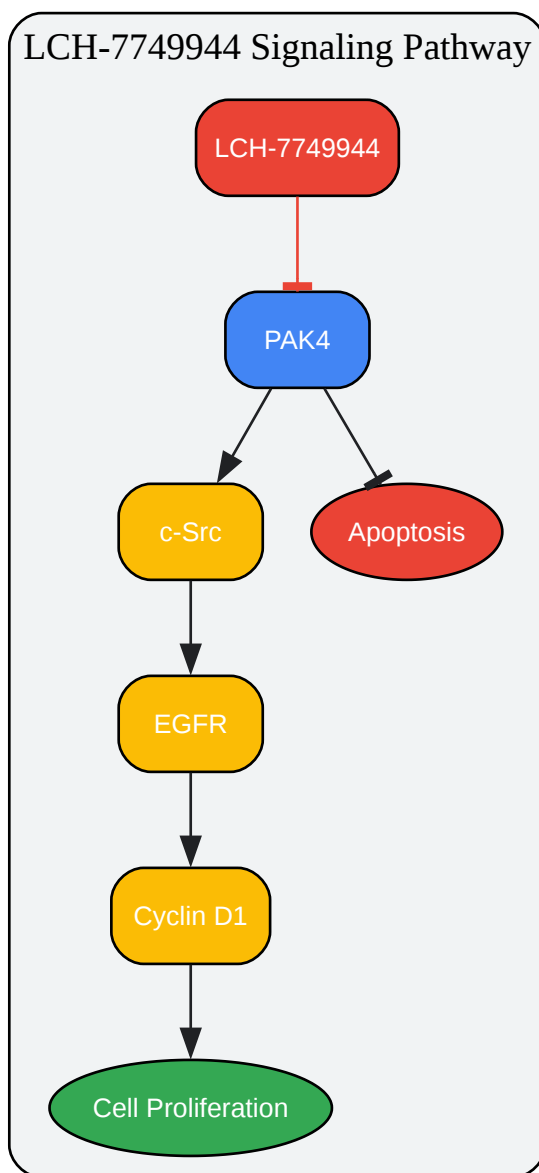 LCH-7749944 Signaling Pathway
LCH-7749944
PAK4
c-Src
Apoptosis
EGFR
Cyclin D1
Cell Proliferation